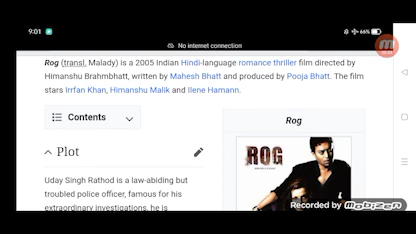 9:01
66%
No internet connection
Rog (transl. Malady) is a 2005 Indian Hindi-language romance thriller film directed by
Himanshu Brahmbhatt, written by Mahesh Bhatt and produced by Pooja Bhatt. The film
stars Irrfan Khan, Himanshu Malik and Ilene Hamann.
Contents
Rog
Plot
ROG
Uday Singh Rathod is a law-abiding but
troubled police officer, famous for his
extraordinary investigations, he is
Recorded by Mobizen